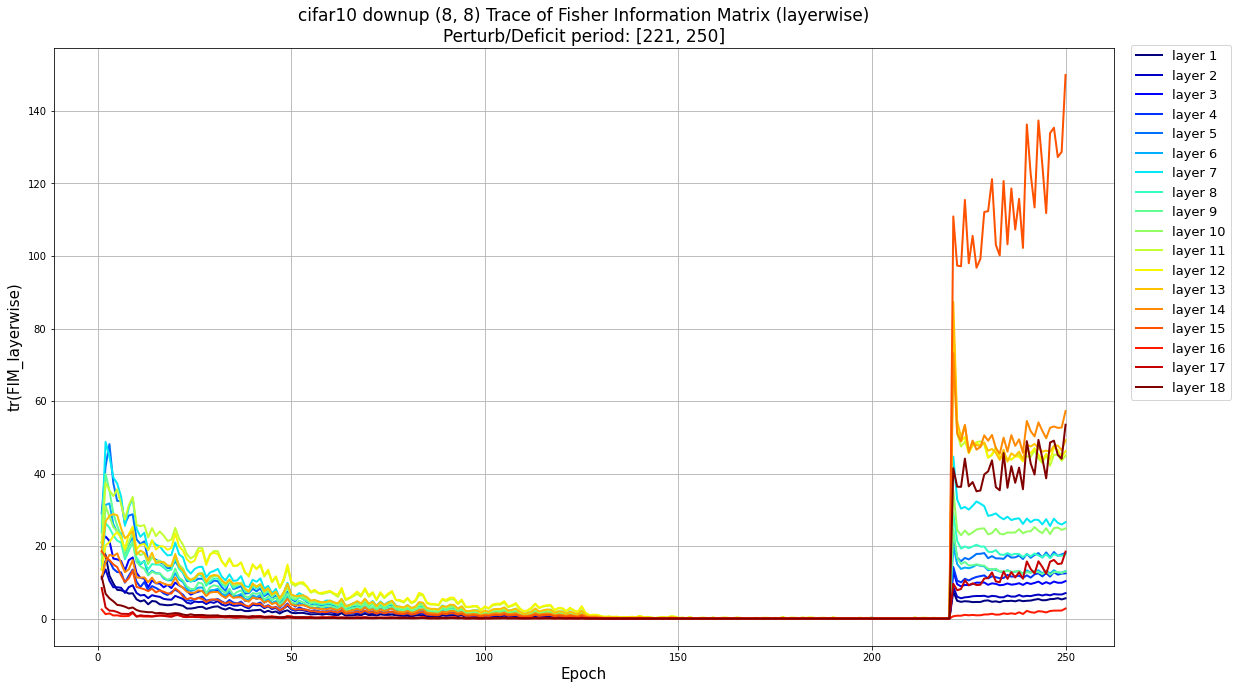 cifar10 downup (8, 8) Trace of Fisher Information Matrix (layerwise)
Perturb/Deficit period: [221, 250]
tr(FIM_layerwise)
140
120
100
80
60
40
20
0
0
50
100
150
200
250
Epoch
layer 1
layer 2
layer 3
layer 4
layer 5
layer 6
layer 7
layer 8
layer 9
layer 10
layer 11
layer 12
layer 13
layer 14
layer 15
layer 16
layer 17
layer 18